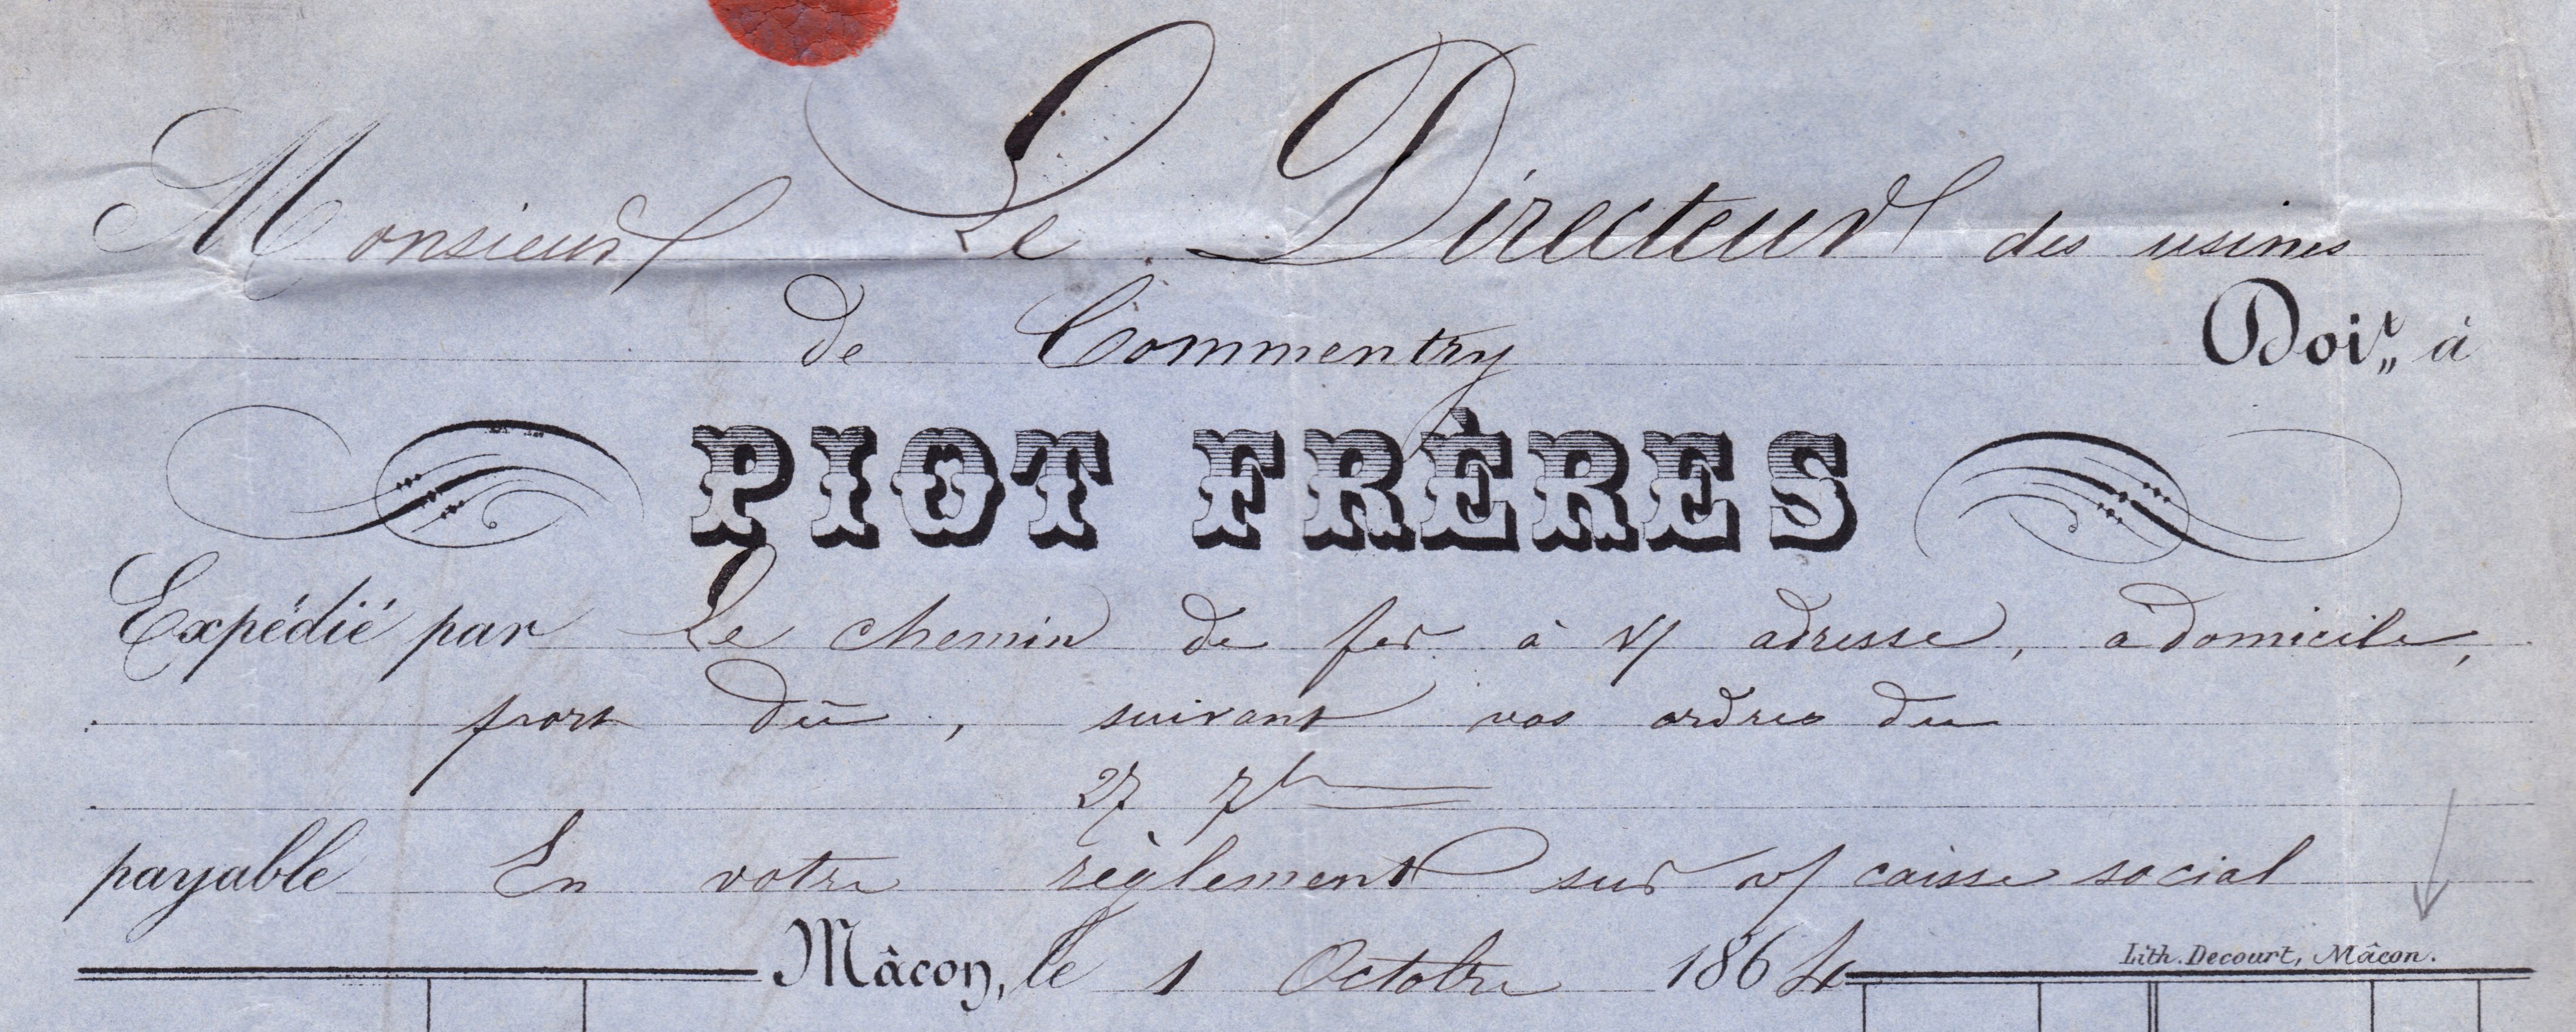 Monsieur Le Directeur des usines
de Commentry
Doit à
PIOT FRÈRES
Expédié par Le chemin de fer à v/ adresse, à domicile,
port dû, suivant vos ordres du
27 7b
payable En votre règlement sur v/ caisse social
Lith. Decourt, Mâcon.
Mâcon, le 1 Octobre 1864